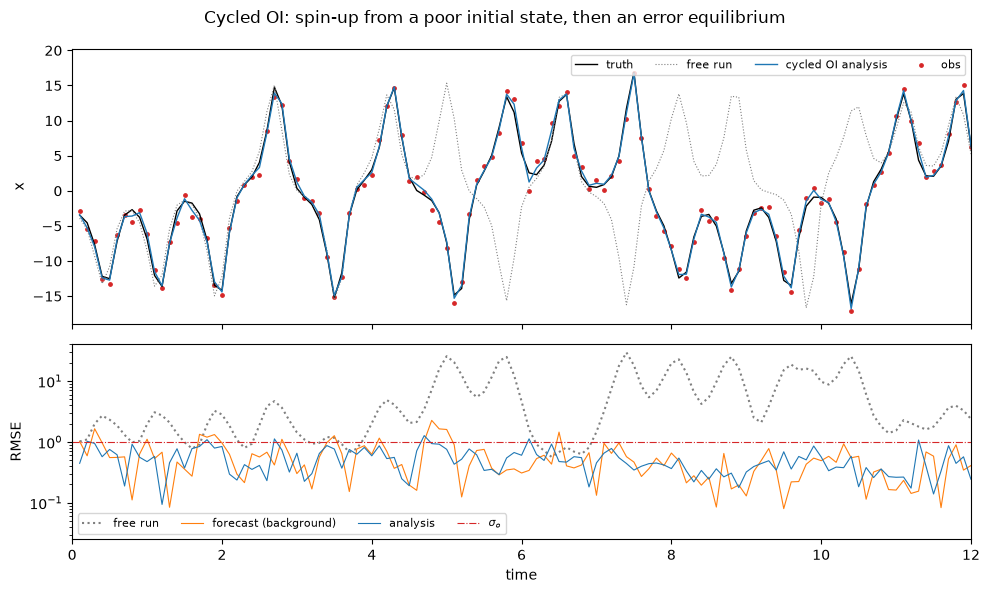 Cycled OI: spin-up from a poor initial state, then an error equilibrium
truth free run cycled OI analysis obs
20
15
10
5
0
−5
−10
−15
x
10¹
10⁰
10⁻¹
RMSE
free run forecast (background) analysis σₒ
0 2 4 6 8 10 12
time